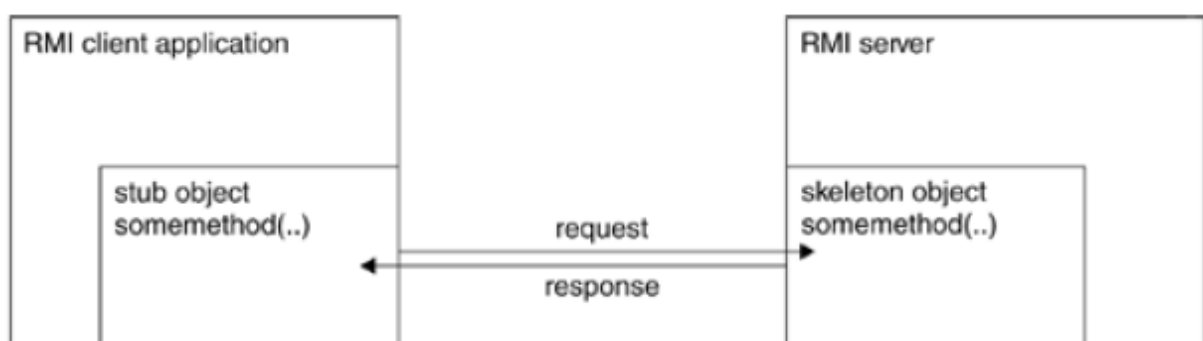 RMI client application
RMI server
stub object
somemethod(..)
skeleton object
somemethod(..)
request
response